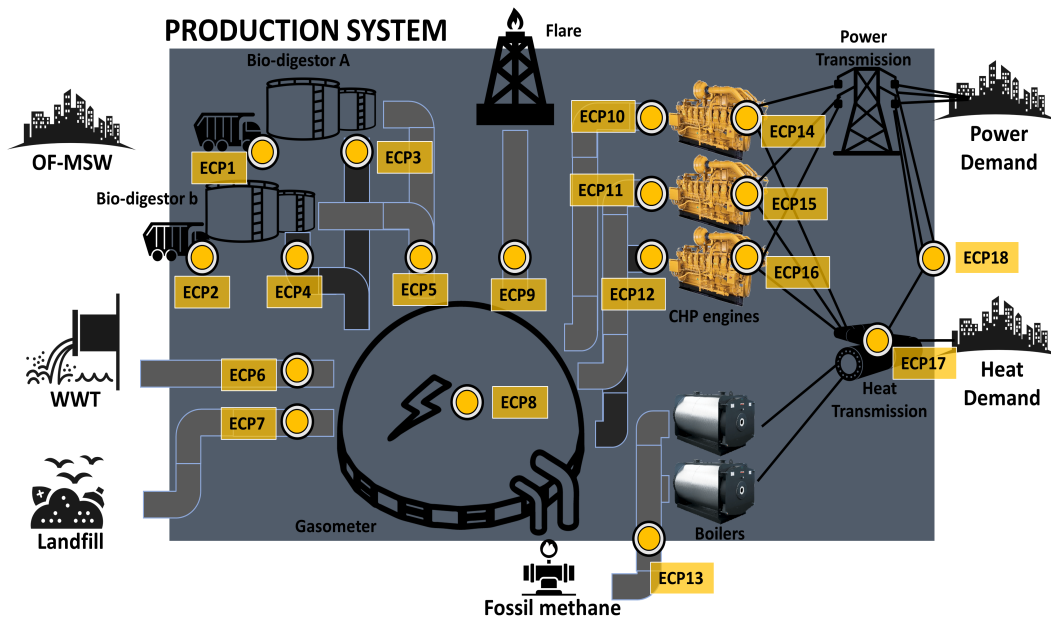 PRODUCTION SYSTEM
Flare
Power
Transmission
Bio-digestor A
OF-MSW
ECP1
ECP3
ECP10
ECP14
Power
Demand
Bio-digestor b
ECP11
ECP15
ECP2
ECP4
ECP5
ECP9
ECP12
ECP16
ECP18
CHP engines
WWT
ECP6
ECP17
Heat
Transmission
Heat
Demand
ECP7
ECP8
Landfill
Gasometer
Boilers
Fossil methane
ECP13